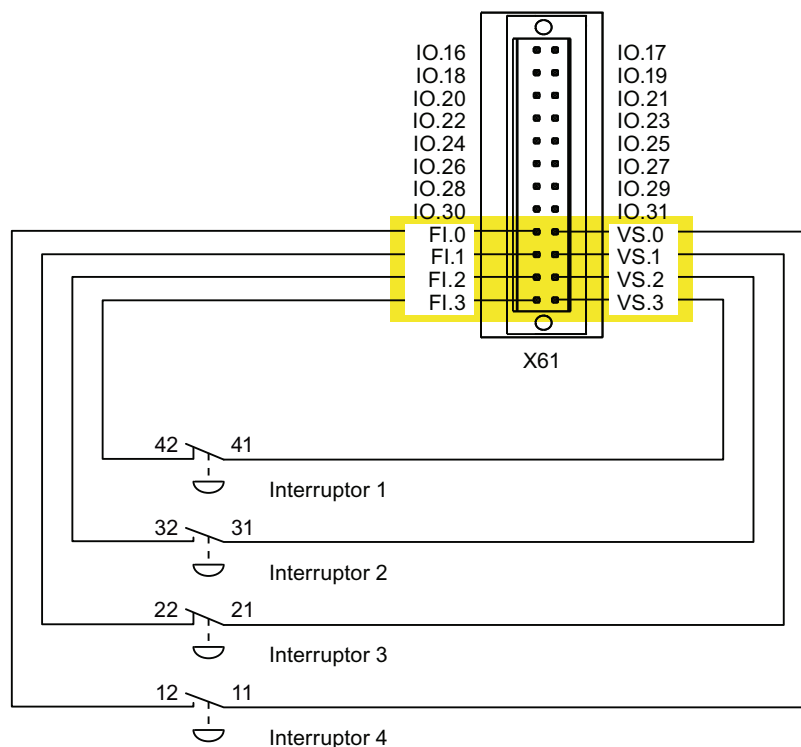 IO.16 IO.17
IO.18 IO.19
IO.20 IO.21
IO.22 IO.23
IO.24 IO.25
IO.26 IO.27
IO.28 IO.29
IO.30 IO.31
FI.0 VS.0
FI.1 VS.1
FI.2 VS.2
FI.3 VS.3
X61
42 41
Interruptor 1
32 31
Interruptor 2
22 21
Interruptor 3
12 11
Interruptor 4